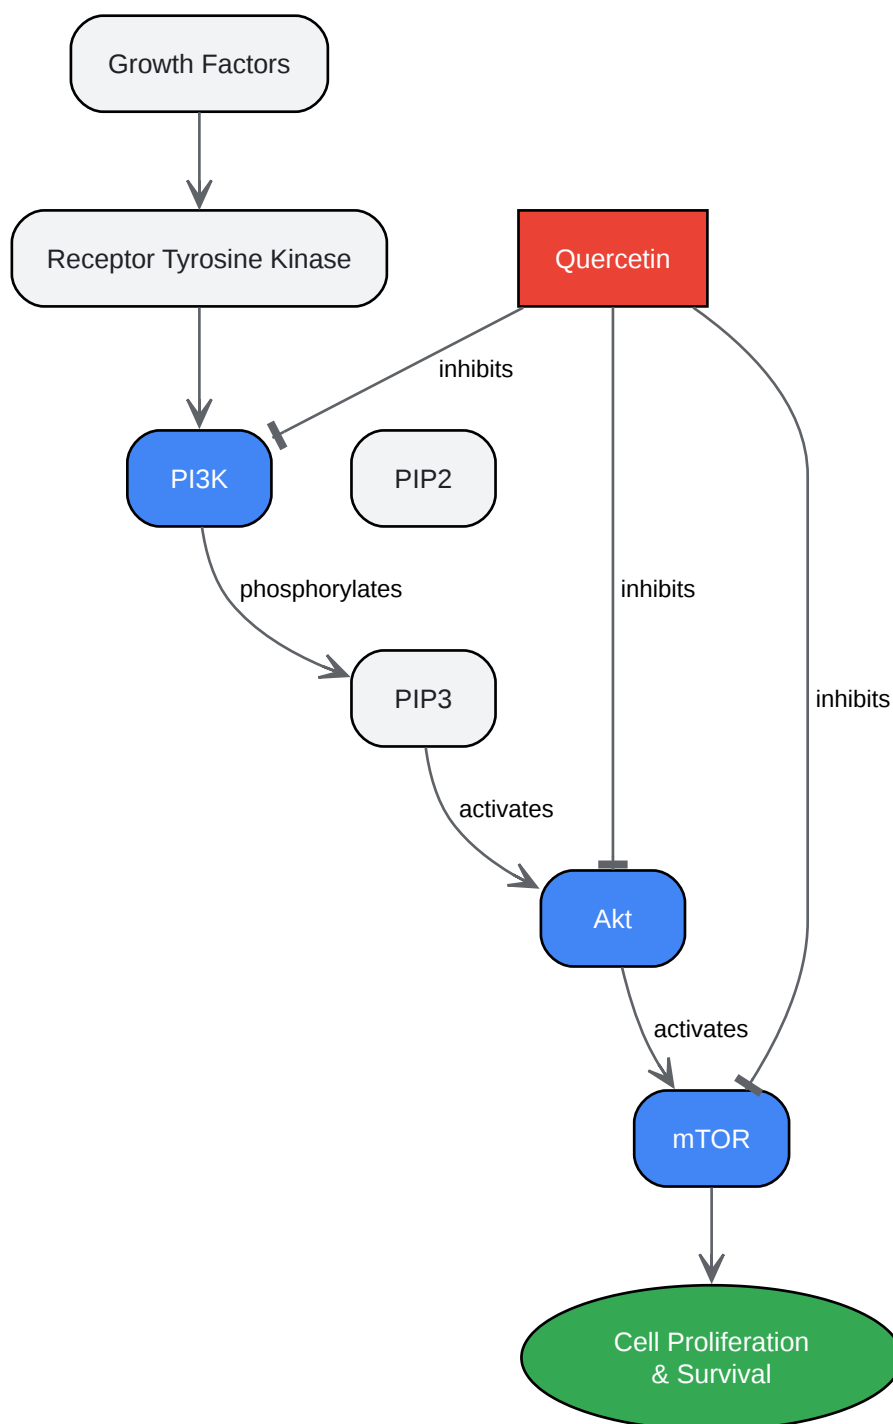 Growth Factors
Receptor Tyrosine Kinase
Quercetin
inhibits
PI3K
PIP2
phosphorylates
inhibits
PIP3
inhibits
activates
Akt
activates
mTOR
Cell Proliferation
& Survival